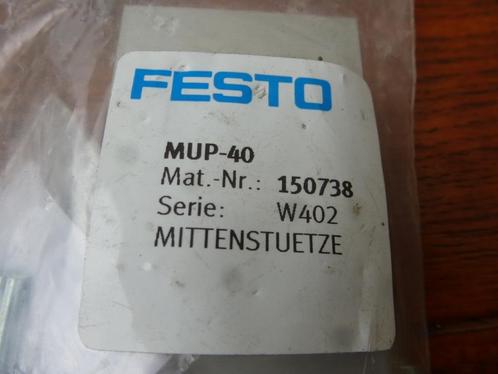 FESTO
MUP-40
Mat.-Nr.: 150738
Serie: W402
MITTENSTUETZE